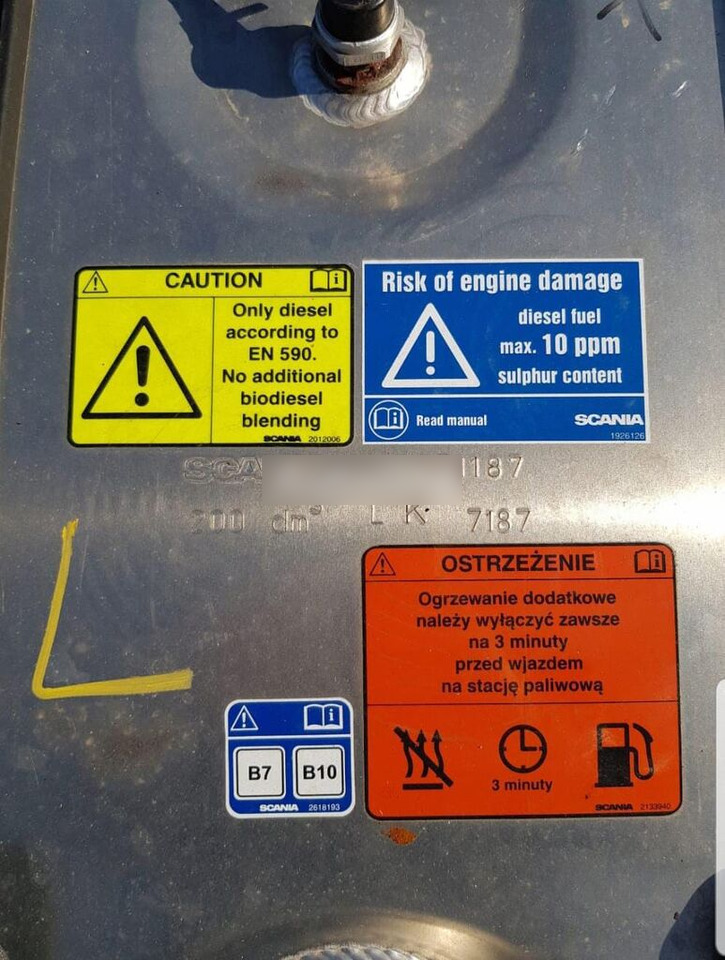 CAUTION
Only diesel
according to
EN 590.
No additional
biodiesel
blending
SCANIA 2012006
Risk of engine damage
diesel fuel
max. 10 ppm
sulphur content
Read manual SCANIA
1926126
SCA 1187
200 dm³ L K 7187
OSTRZEŻENIE
Ogrzewanie dodatkowe
należy wyłączyć zawsze
na 3 minuty
przed wjazdem
na stację paliwową
3 minuty
SCANIA 2133940
B7 B10
SCANIA 2618193